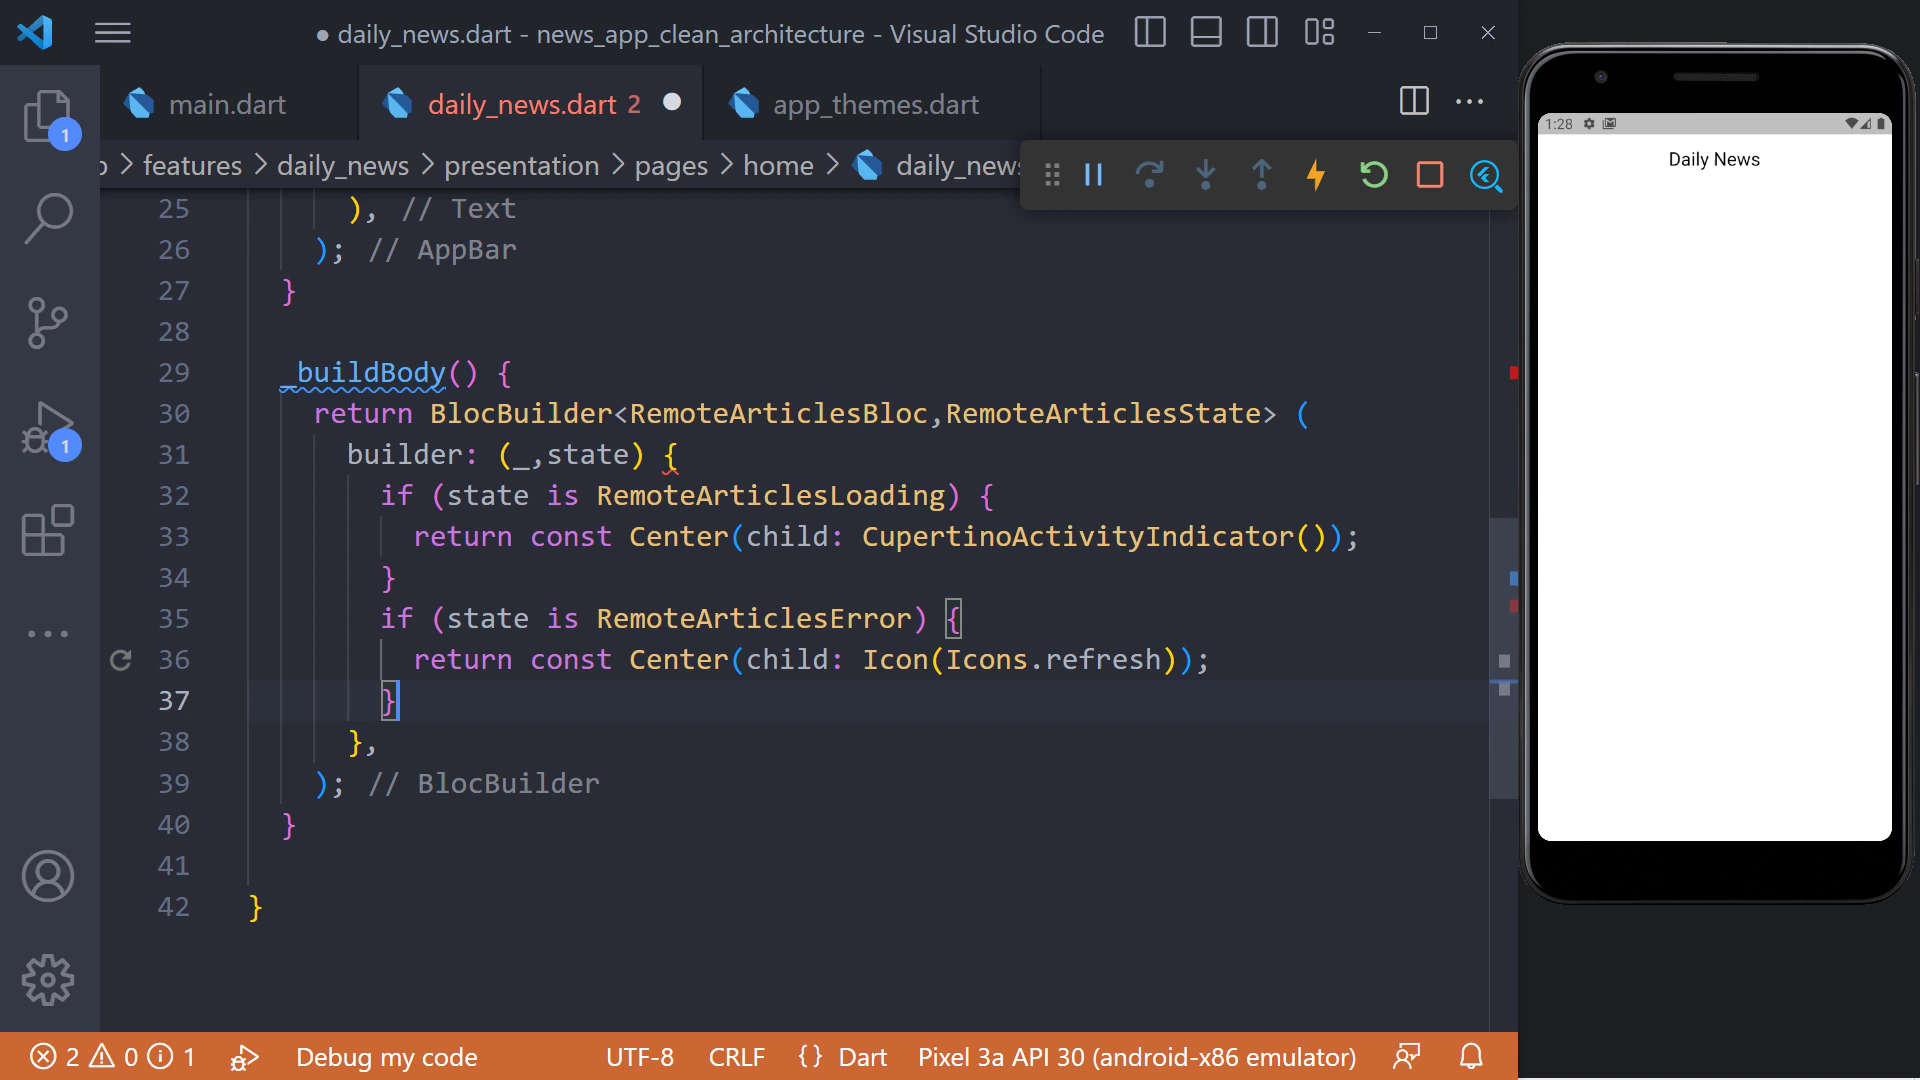 ● daily_news.dart - news_app_clean_architecture - Visual Studio Code
main.dart
daily_news.dart 2 ●
app_themes.dart
features > daily_news > presentation > pages > home > daily_news
1
1
25 ), // Text
26 ); // AppBar
27 }
28
29 _buildBody() {
30 return BlocBuilder<RemoteArticlesBloc,RemoteArticlesState> (
31 builder: (_,state) {
32 if (state is RemoteArticlesLoading) {
33 return const Center(child: CupertinoActivityIndicator());
34 }
35 if (state is RemoteArticlesError) {
36 return const Center(child: Icon(Icons.refresh));
37 }
38 },
39 ); // BlocBuilder
40 }
41
42 }
2 0 1 Debug my code UTF-8 CRLF {} Dart Pixel 3a API 30 (android-x86 emulator)
1:28
Daily News